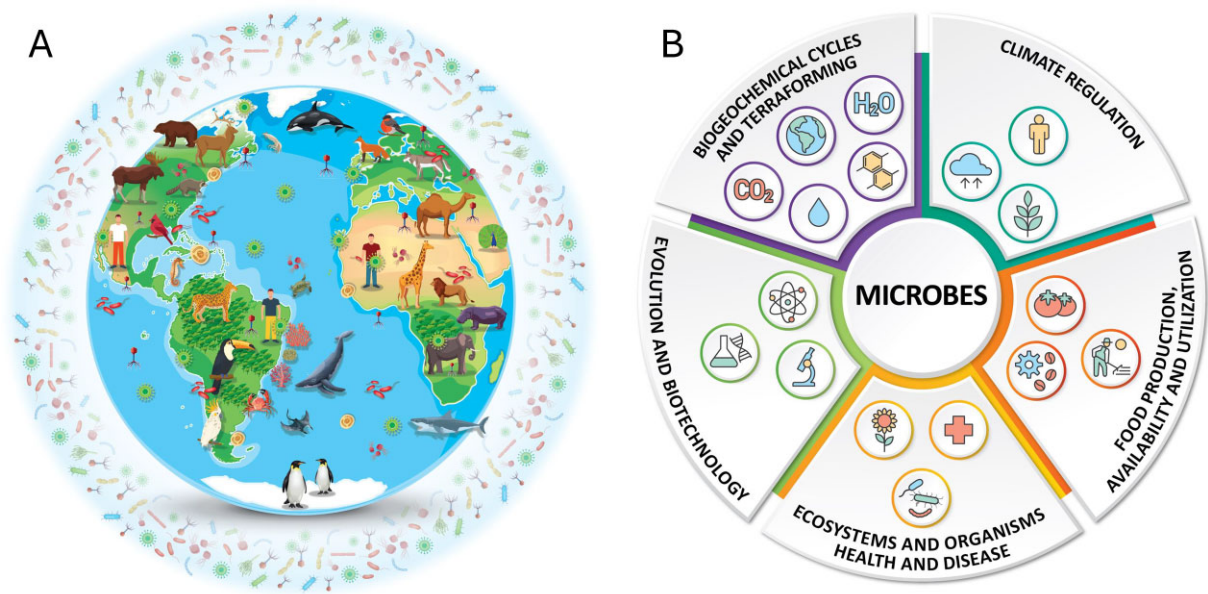 A
B
BIOGEOCHEMICAL CYCLES
AND TERRAFORMING
H₂O
CO₂
CLIMATE REGULATION
EVOLUTION AND BIOTECHNOLOGY
MICROBES
FOOD PRODUCTION,
AVAILABILITY AND UTILIZATION
ECOSYSTEMS AND ORGANISMS
HEALTH AND DISEASE